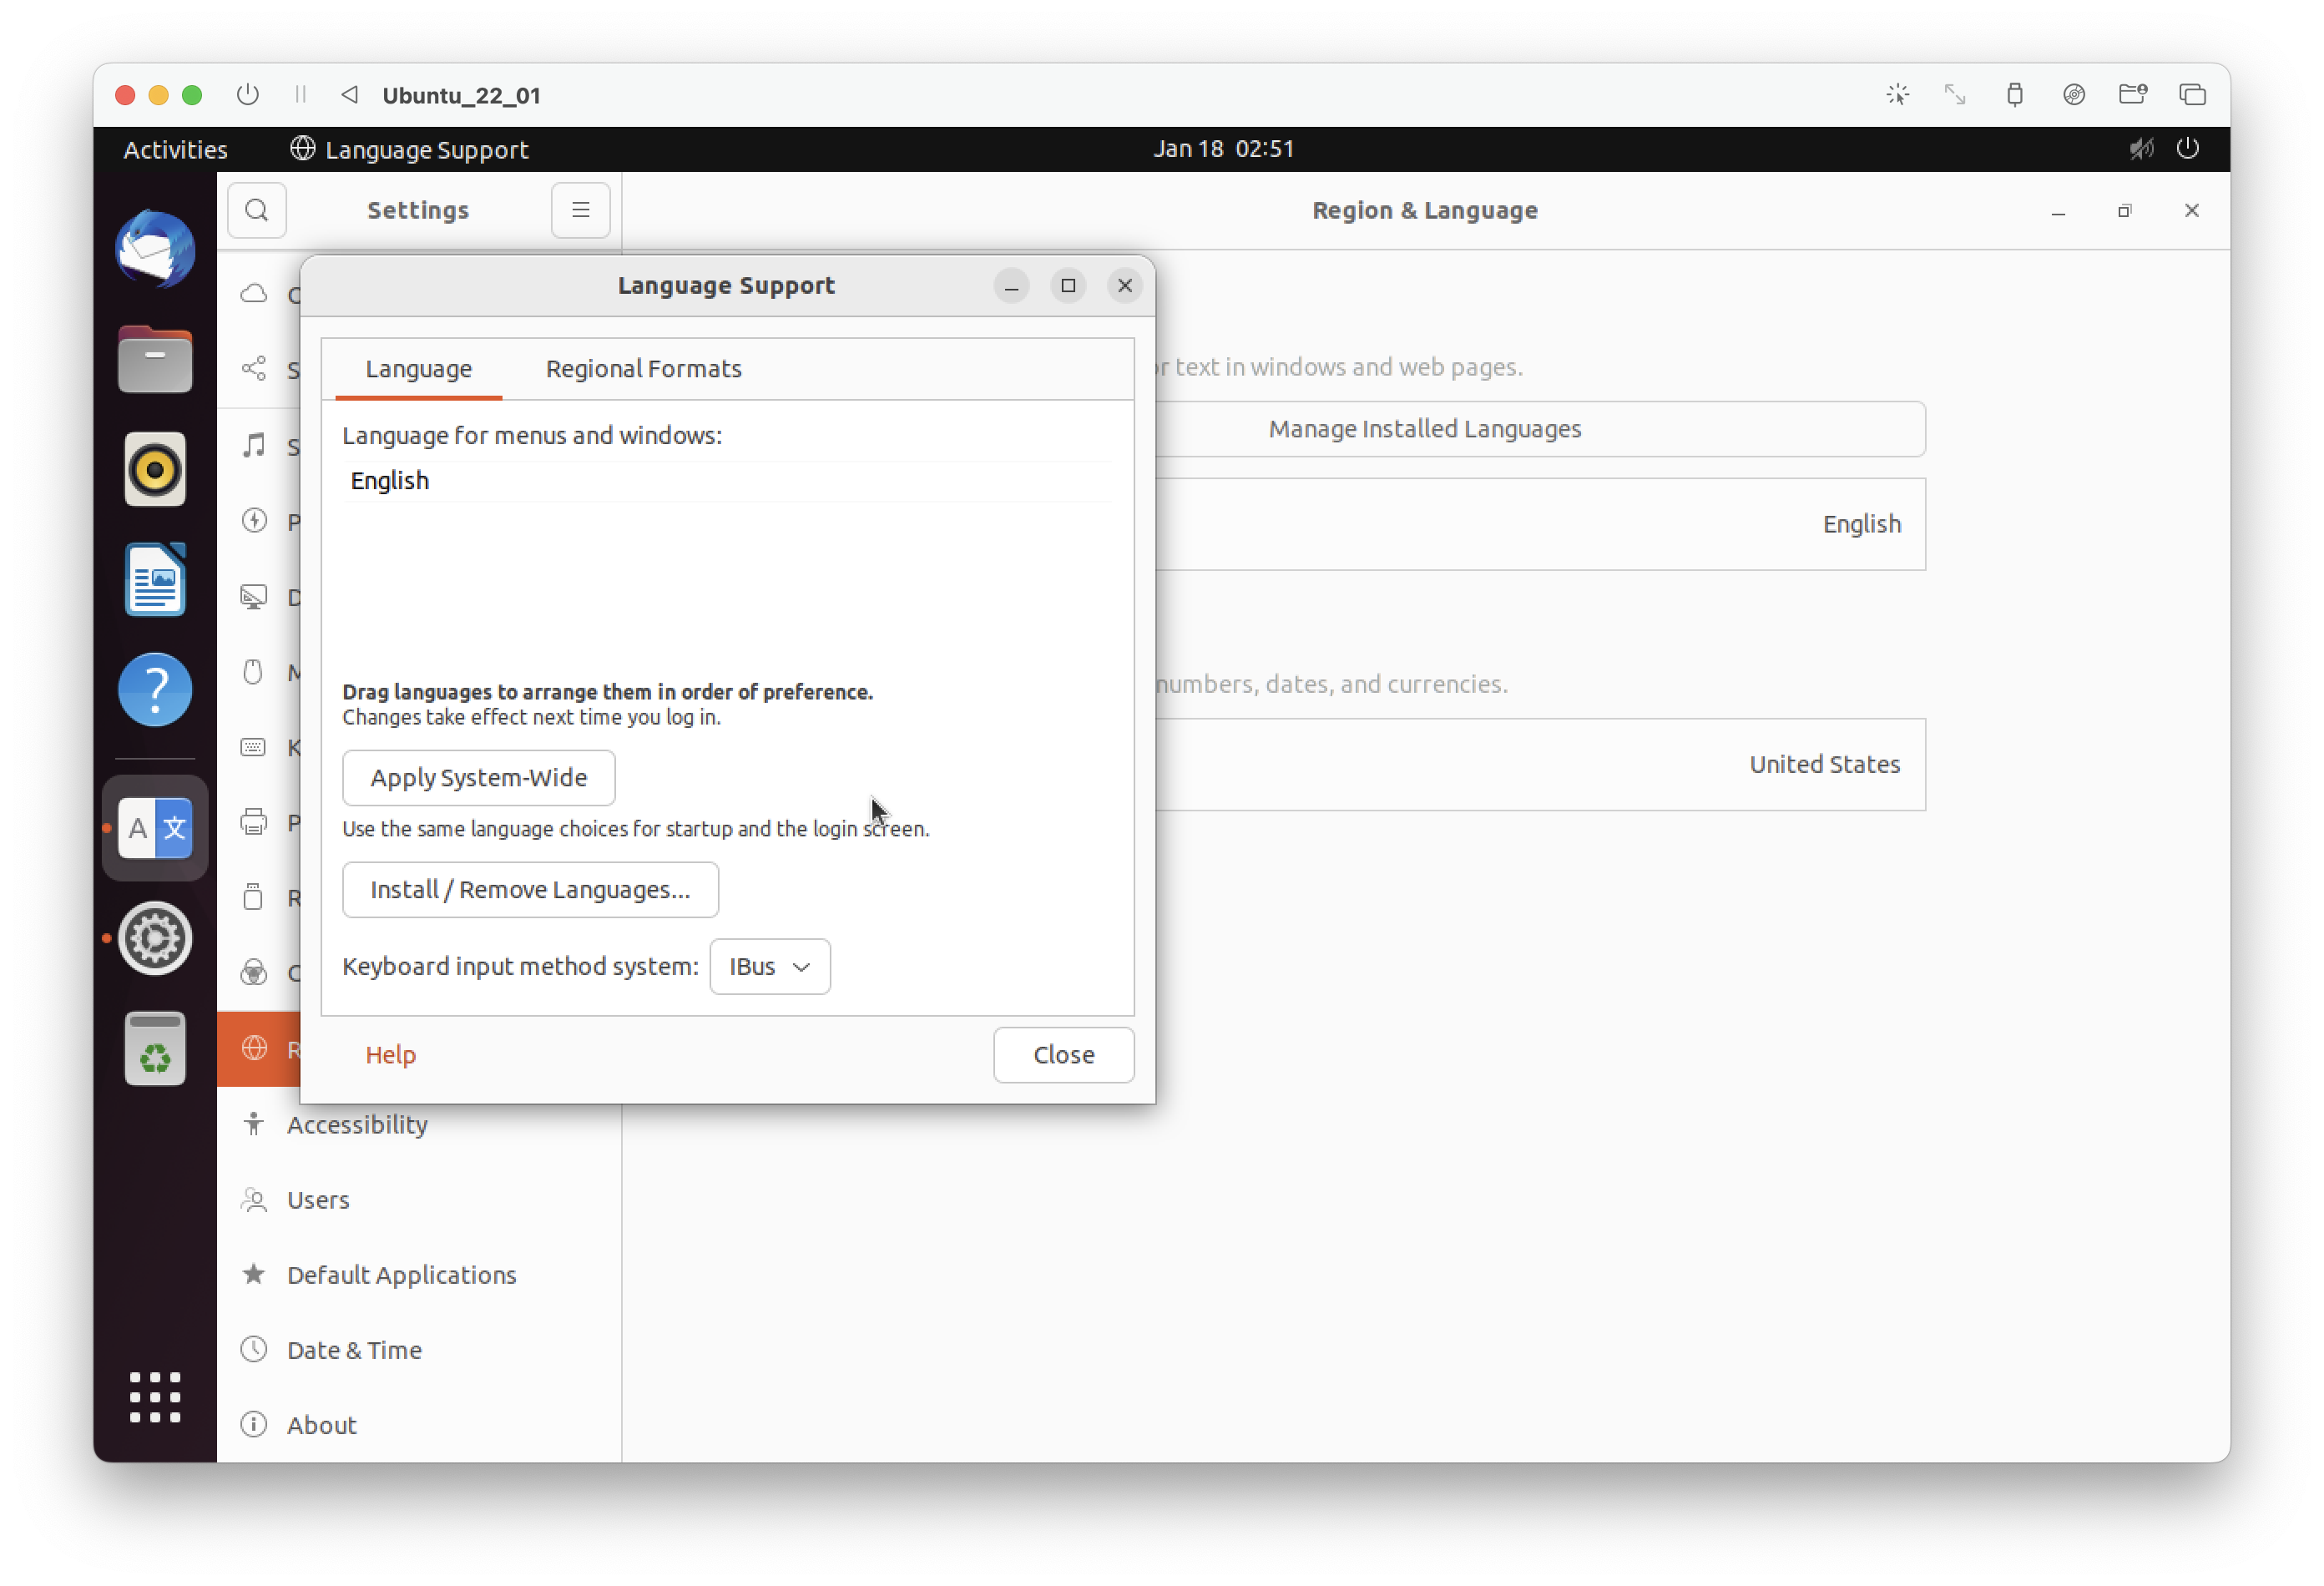 Ubuntu_22_01
Activities
Language Support
Jan 18 02:51
Settings
Region & Language
Language Support
Language
Regional Formats
Language for menus and windows:
English
Drag languages to arrange them in order of preference.
Changes take effect next time you log in.
Apply System-Wide
Use the same language choices for startup and the login screen.
Install / Remove Languages...
Keyboard input method system: IBus
Help
Close
text in windows and web pages.
Manage Installed Languages
English
numbers, dates, and currencies.
United States
A 文
Accessibility
Users
Default Applications
Date & Time
About